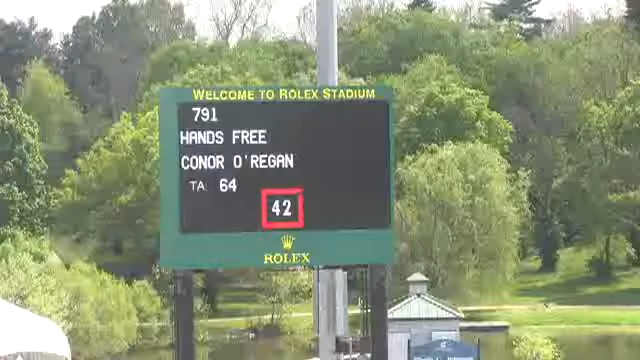 WELCOME TO ROLEX STADIUM
791
HANDS FREE
CONOR O'REGAN
TA: 64
42
ROLEX